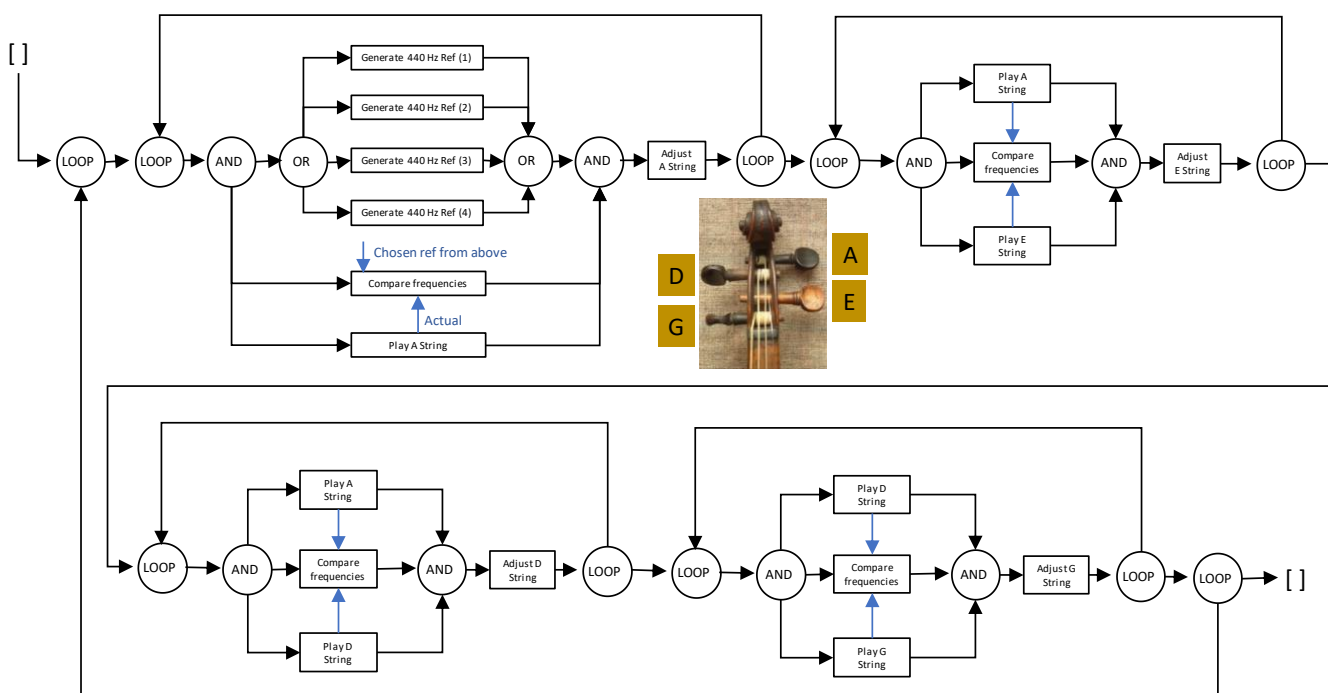 [ ]
LOOP
LOOP
AND
OR
Generate 440 Hz Ref (1)
Generate 440 Hz Ref (2)
Generate 440 Hz Ref (3)
Generate 440 Hz Ref (4)
OR
AND
Chosen ref from above
Compare frequencies
Actual
Play A String
Adjust
A String
LOOP
LOOP
AND
Play A
String
Compare
frequencies
Play E
String
AND
Adjust
E String
LOOP
D
G
A
E
LOOP
AND
Play A
String
Compare
frequencies
Play D
String
AND
Adjust D
String
LOOP
LOOP
AND
Play D
String
Compare
frequencies
Play G
String
AND
Adjust G
String
LOOP
LOOP
[ ]